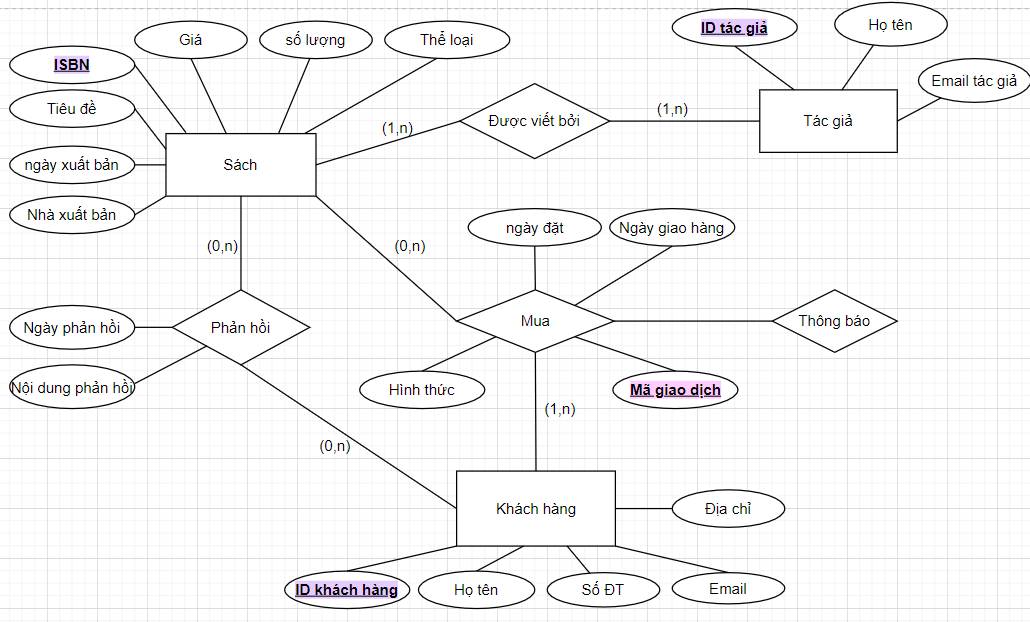 ID tác giả
Họ tên
Giá
số lượng
Thể loại
ISBN
Email tác giả
Tiêu đề
(1,n)
(1,n)
Được viết bởi
Tác giả
ngày xuất bản
Sách
Nhà xuất bản
ngày đặt
Ngày giao hàng
(0,n)
(0,n)
Ngày phản hồi
Phản hồi
Mua
Thông báo
Nội dung phản hồi
Hình thức
Mã giao dịch
(1,n)
(0,n)
Khách hàng
Địa chỉ
ID khách hàng
Họ tên
Số ĐT
Email